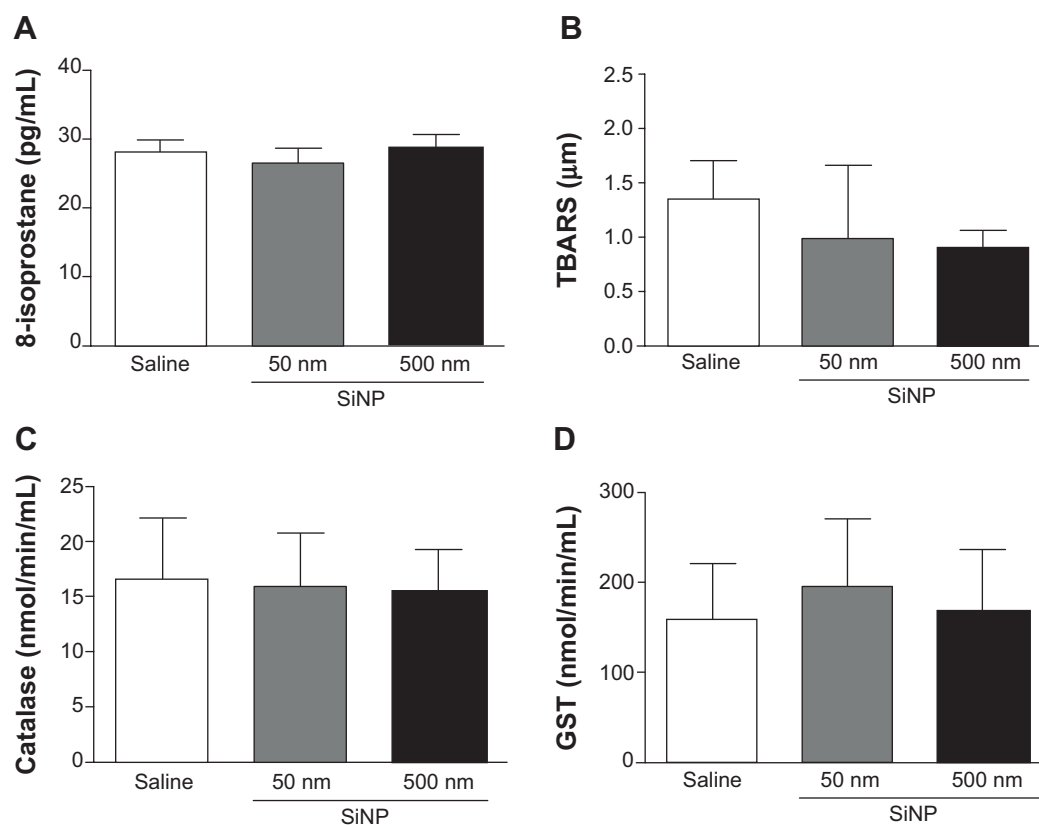 A
8-isoprostane (pg/mL)
40
30
20
10
0
Saline
50 nm
500 nm
SiNP
B
TBARS (μm)
2.5
2.0
1.5
1.0
0.5
0.0
Saline
50 nm
500 nm
SiNP
C
Catalase (nmol/min/mL)
25
20
15
10
5
0
Saline
50 nm
500 nm
SiNP
D
GST (nmol/min/mL)
300
200
100
0
Saline
50 nm
500 nm
SiNP